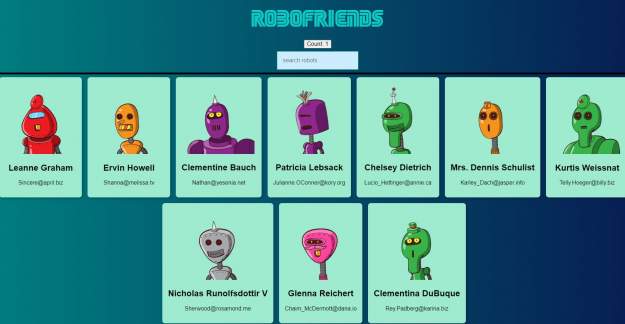 ROBOFRIENDS
Count: 1
search robots
Leanne Graham
Sincere@april.biz
Ervin Howell
Shanna@melissa.tv
Clementine Bauch
Nathan@yesenia.net
Patricia Lebsack
Julianne.OConner@kory.org
Chelsey Dietrich
Lucio_Hettinger@annie.ca
Mrs. Dennis Schulist
Karley_Dach@jasper.info
Kurtis Weissnat
Telly.Hoeger@billy.biz
Nicholas Runolfsdottir V
Sherwood@rosamond.me
Glenna Reichert
Chaim_McDermott@dana.io
Clementina DuBuque
Rey.Padberg@karina.biz